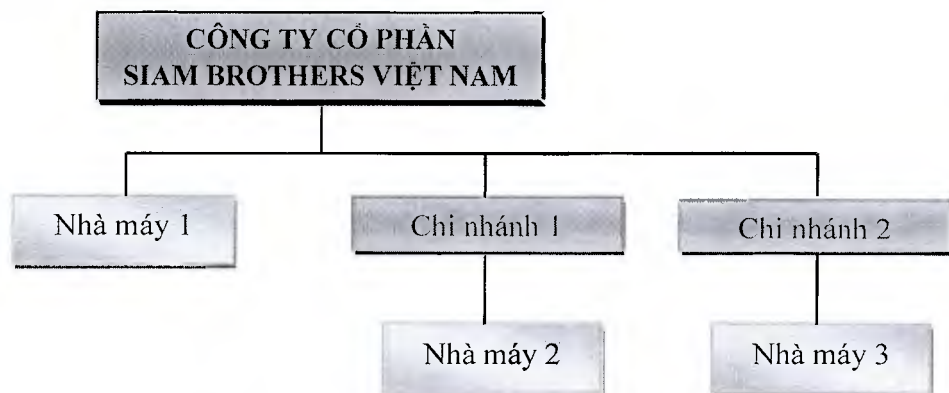 CÔNG TY CỔ PHẦN
SIAM BROTHERS VIỆT NAM
Nhà máy 1
Chi nhánh 1
Chi nhánh 2
Nhà máy 2
Nhà máy 3